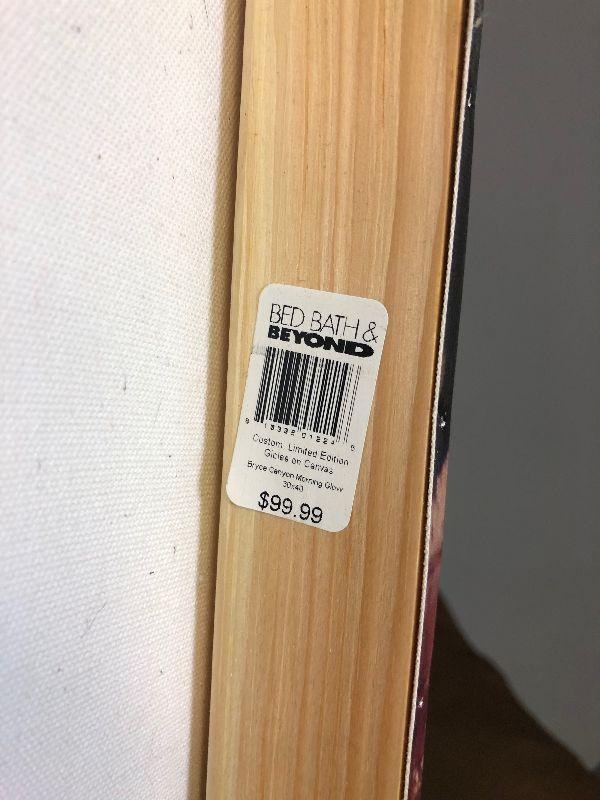 BED BATH &
BEYOND
Custom, Limited Edition
Giclee on Canvas
Bryce Canyon Morning Glow
30x40
$99.99